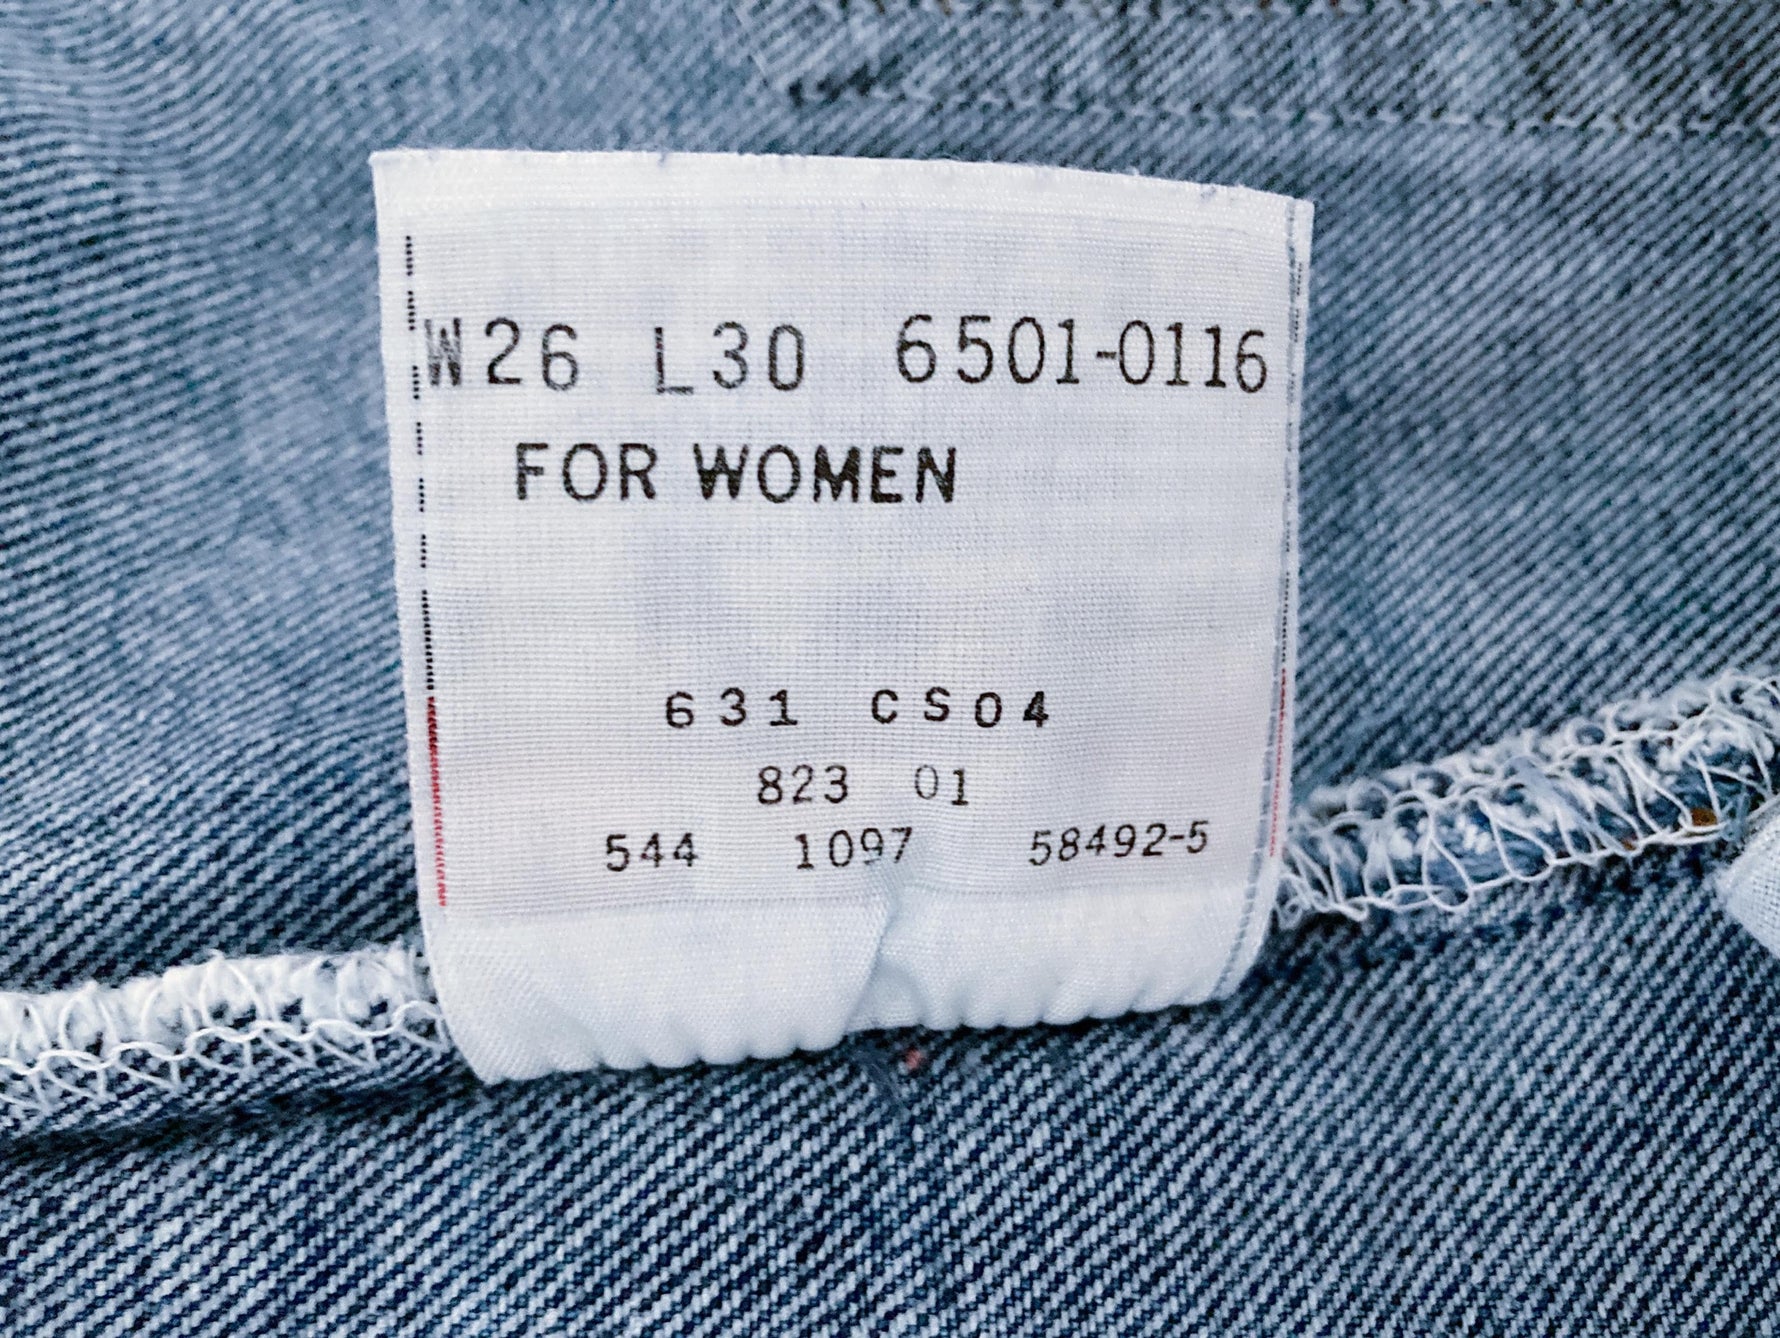 W26 L30 6501-0116
FOR WOMEN
631 CS04
823 01
544 1097 58492-5